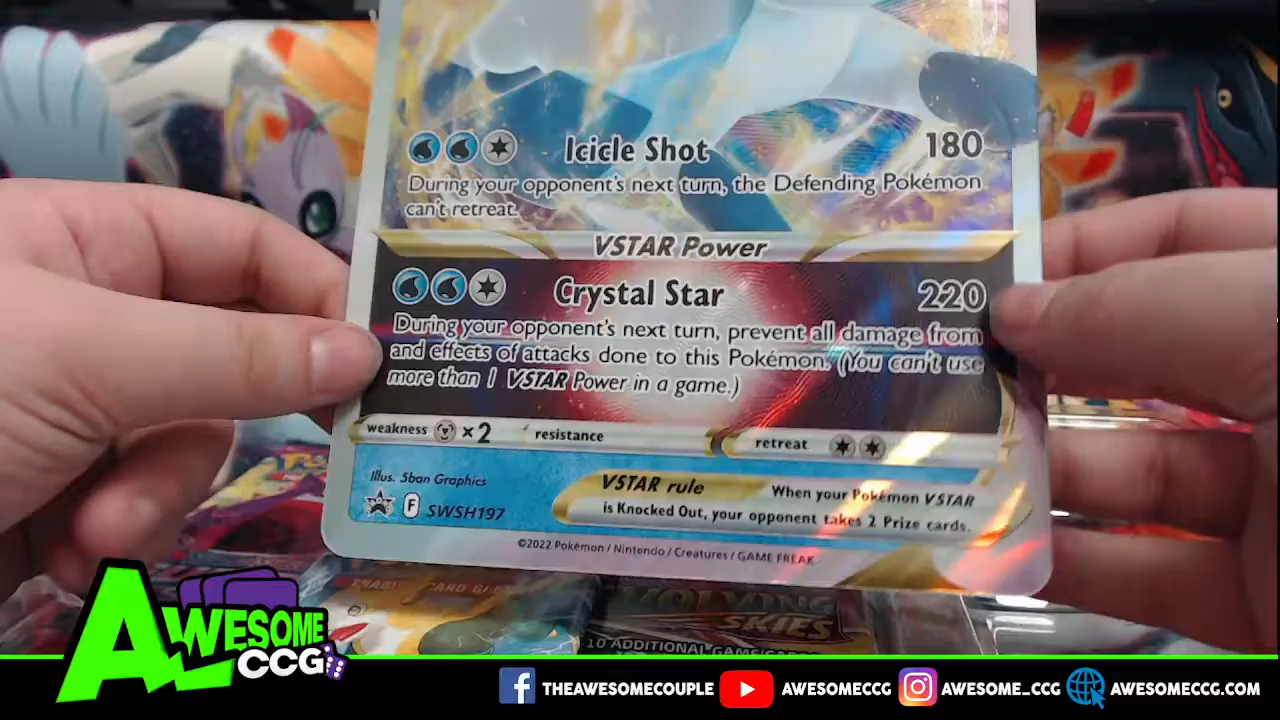 Icicle Shot 180
During your opponent's next turn, the Defending Pokémon
can't retreat.
VSTAR Power
Crystal Star 220
During your opponent's next turn, prevent all damage from
and effects of attacks done to this Pokémon. (You can't use
more than 1 VSTAR Power in a game.)
weakness ×2 resistance retreat
Illus. 5ban Graphics
F SWSH197
VSTAR rule When your Pokémon VSTAR
is Knocked Out, your opponent takes 2 Prize cards.
©2022 Pokémon / Nintendo / Creatures / GAME FREAK
SKIES
10 ADDITIONAL GAME CARDS
AWESOME
CCG
THEAWESOMECOUPLE AWESOMECCG AWESOME_CCG AWESOMECCG.COM